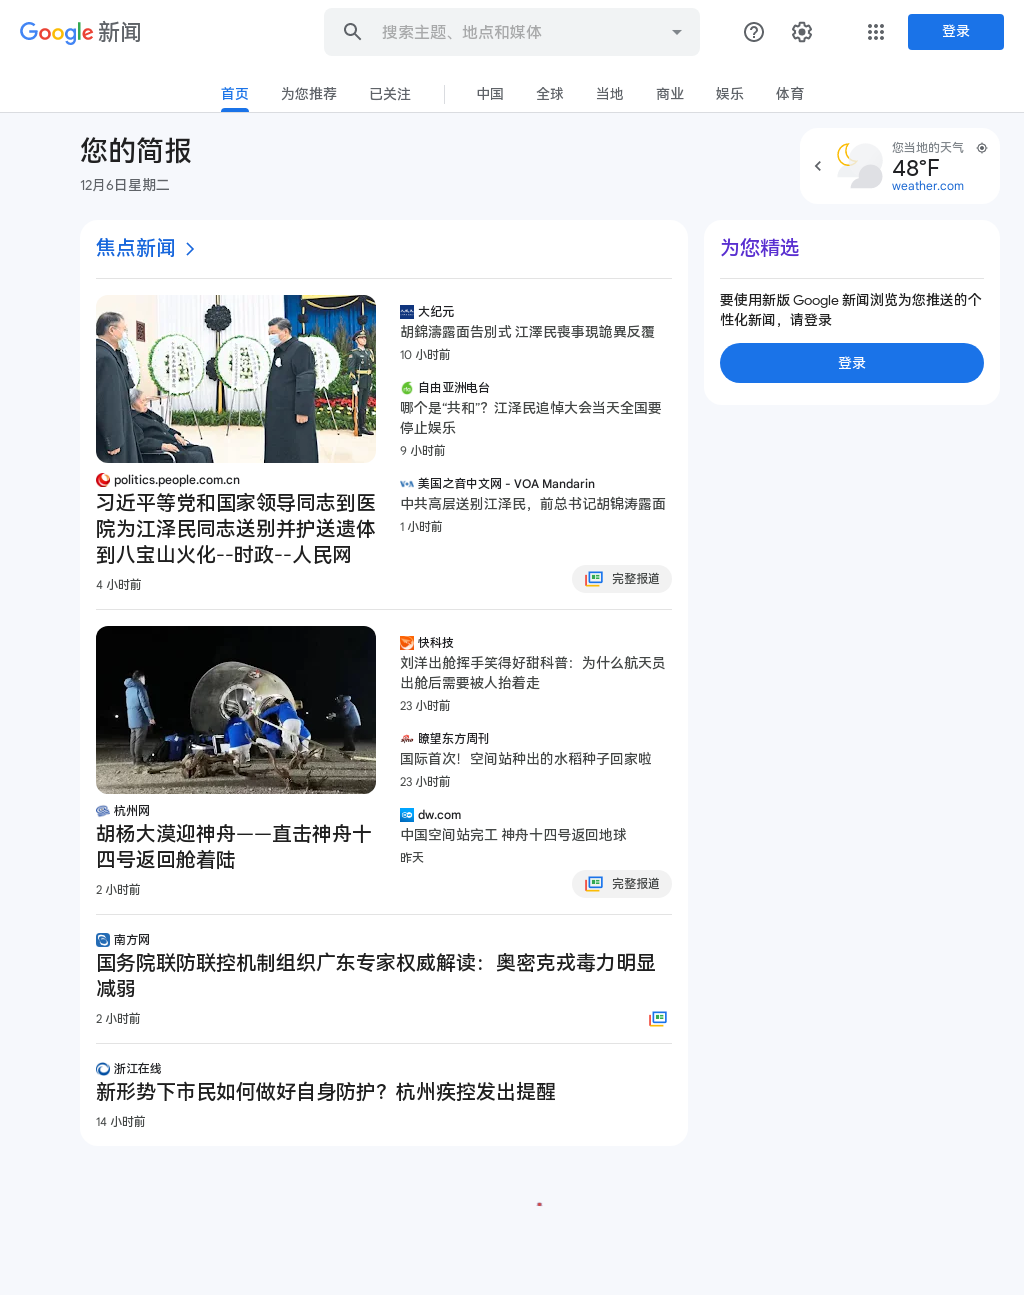 Google 新闻
搜索主题、地点和媒体
登录
首页
为您推荐
已关注
中国
全球
当地
商业
娱乐
体育
您的简报
12月6日星期二
您当地的天气
48°F
weather.com
焦点新闻
politics.people.com.cn
习近平等党和国家领导同志到医
院为江泽民同志送别并护送遗体
到八宝山火化--时政--人民网
4 小时前
大纪元
胡錦濤露面告別式 江澤民喪事現詭異反覆
10 小时前
自由亚洲电台
哪个是“共和”？江泽民追悼大会当天全国要
停止娱乐
9 小时前
美国之音中文网 - VOA Mandarin
中共高层送别江泽民，前总书记胡锦涛露面
1 小时前
完整报道
杭州网
胡杨大漠迎神舟——直击神舟十
四号返回舱着陆
2 小时前
快科技
刘洋出舱挥手笑得好甜科普：为什么航天员
出舱后需要被人抬着走
23 小时前
瞭望东方周刊
国际首次！空间站种出的水稻种子回家啦
23 小时前
dw.com
中国空间站完工 神舟十四号返回地球
昨天
完整报道
南方网
国务院联防联控机制组织广东专家权威解读：奥密克戎毒力明显
减弱
2 小时前
浙江在线
新形势下市民如何做好自身防护？杭州疾控发出提醒
14 小时前
为您精选
要使用新版 Google 新闻浏览为您推送的个
性化新闻，请登录
登录